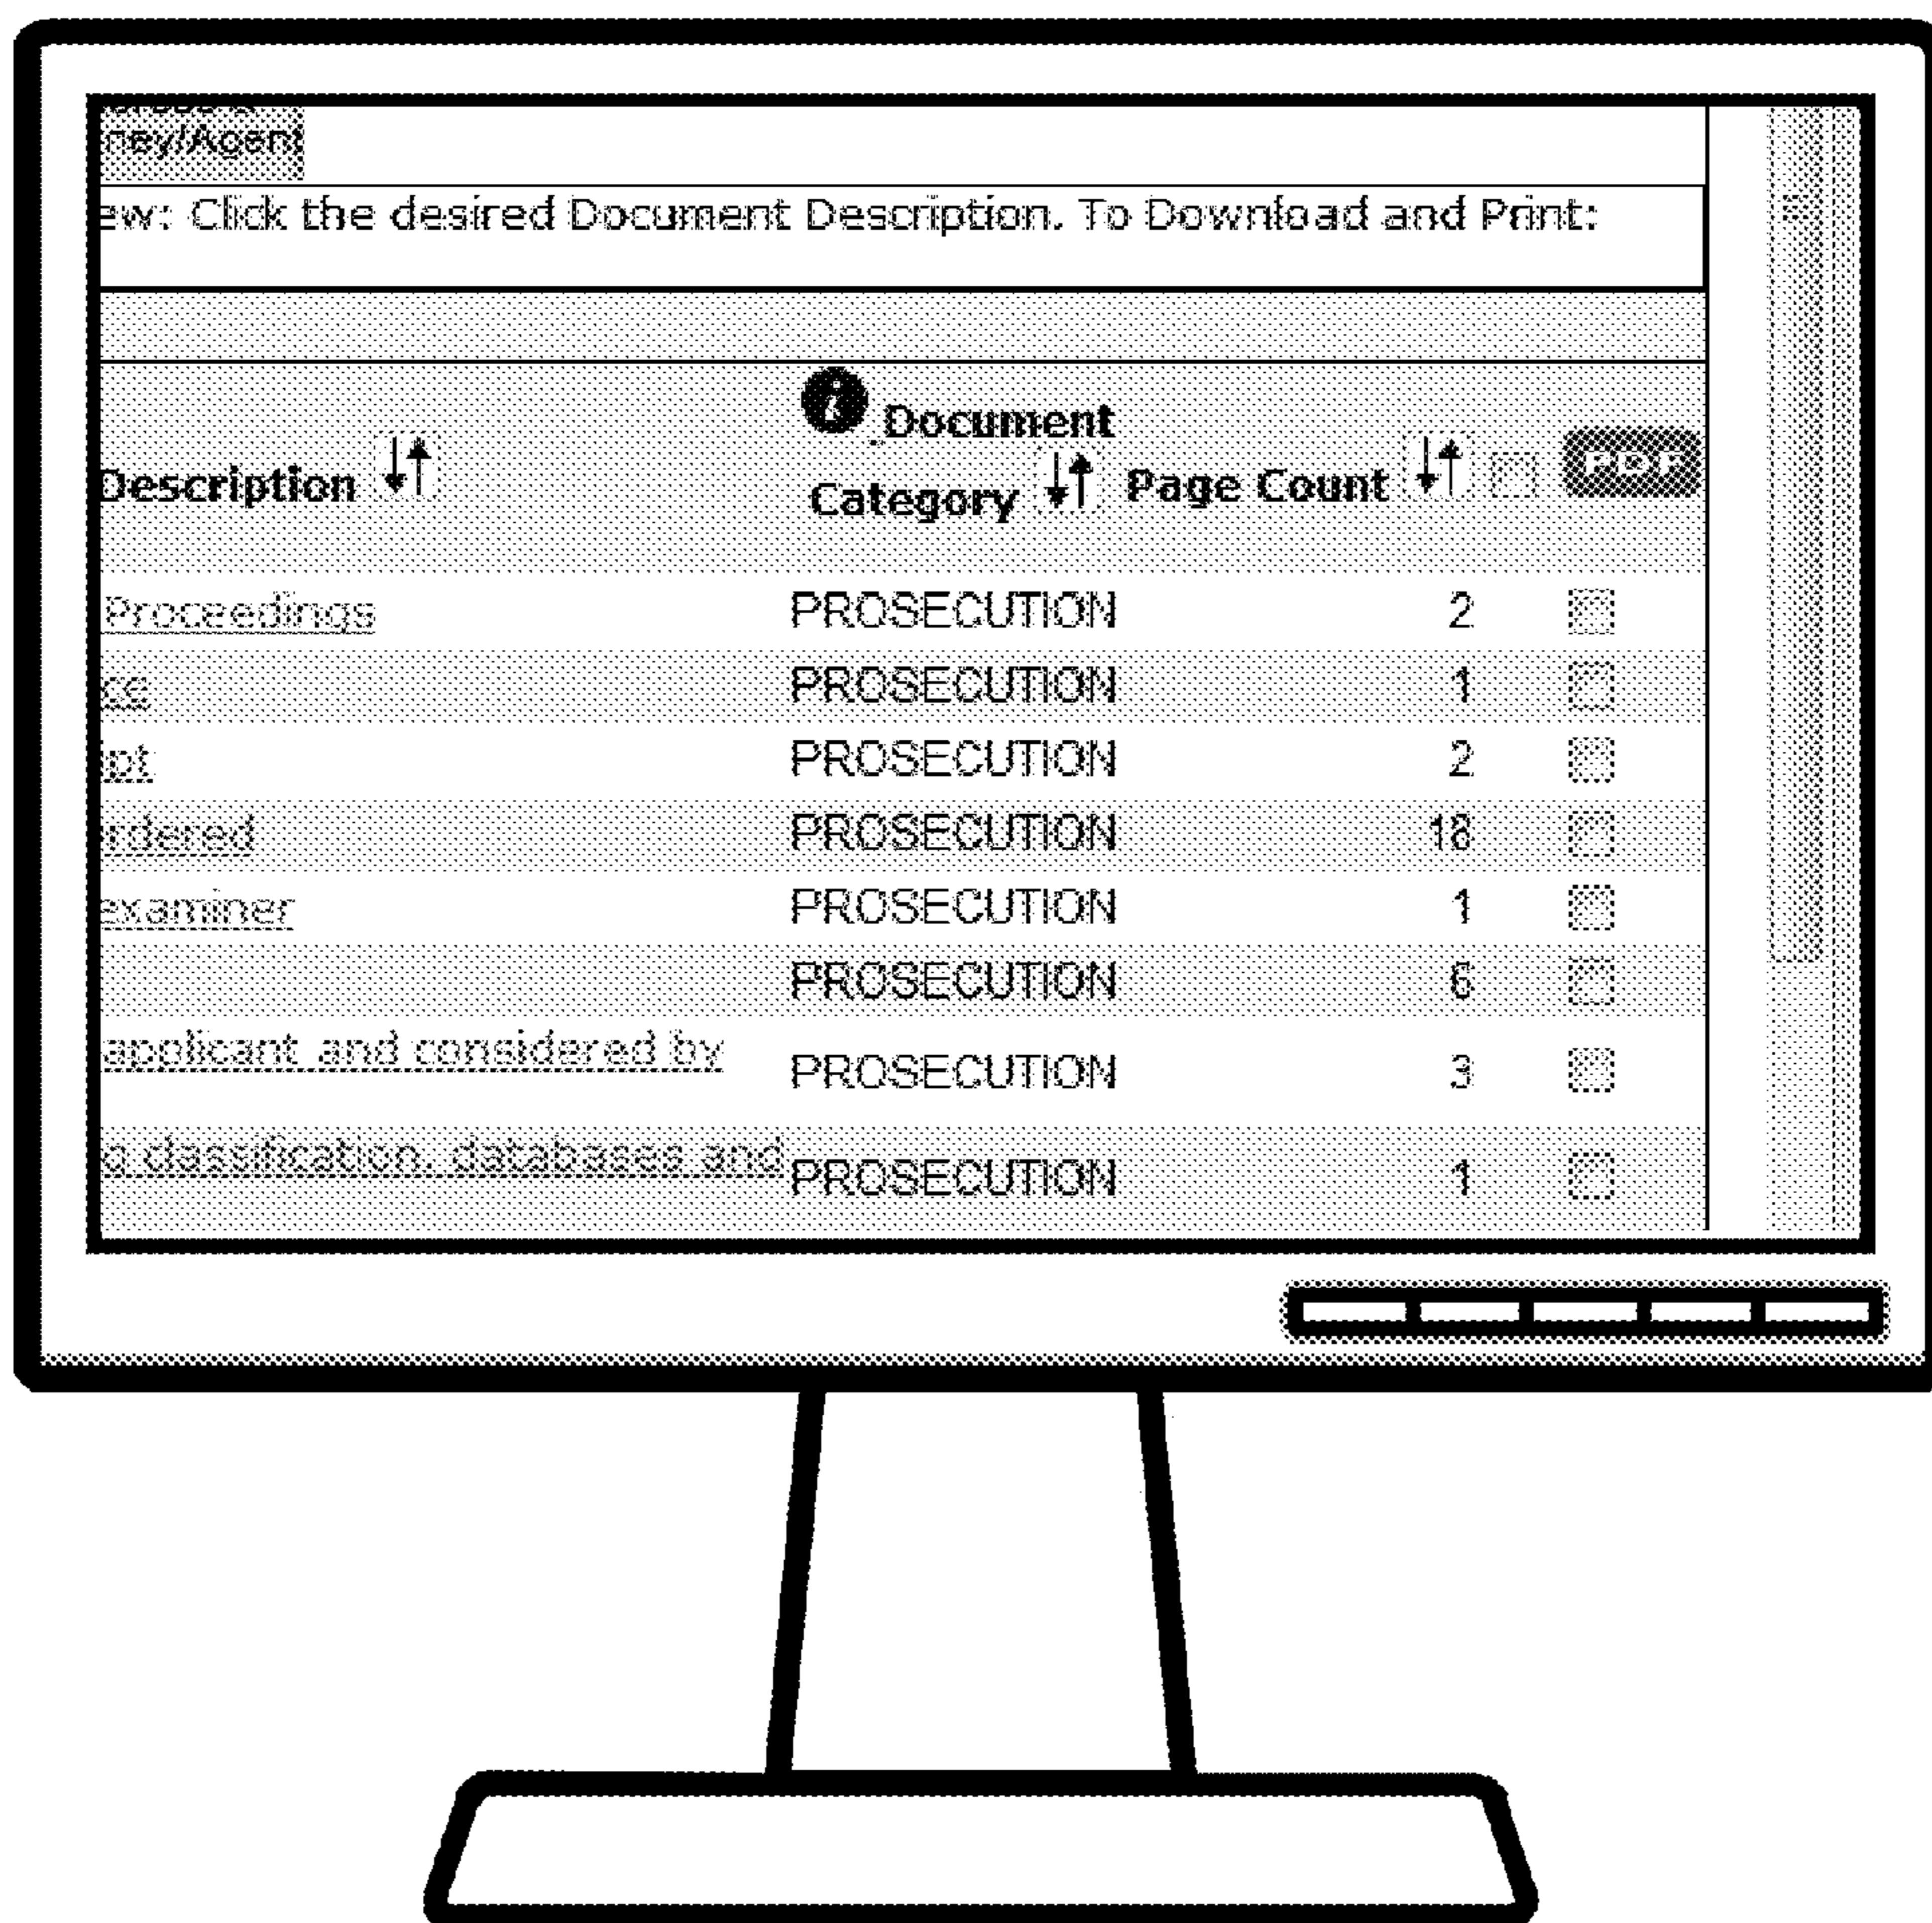 ney/Agent
ew: Click the desired Document Description. To Download and Print:
Document
Description Category Page Count PDF
Proceedings PROSECUTION 2
ce PROSECUTION 1
ipt PROSECUTION 2
rdered PROSECUTION 18
examiner PROSECUTION 1
PROSECUTION 6
applicant and considered by
PROSECUTION 3
g classification, databases and
PROSECUTION 1